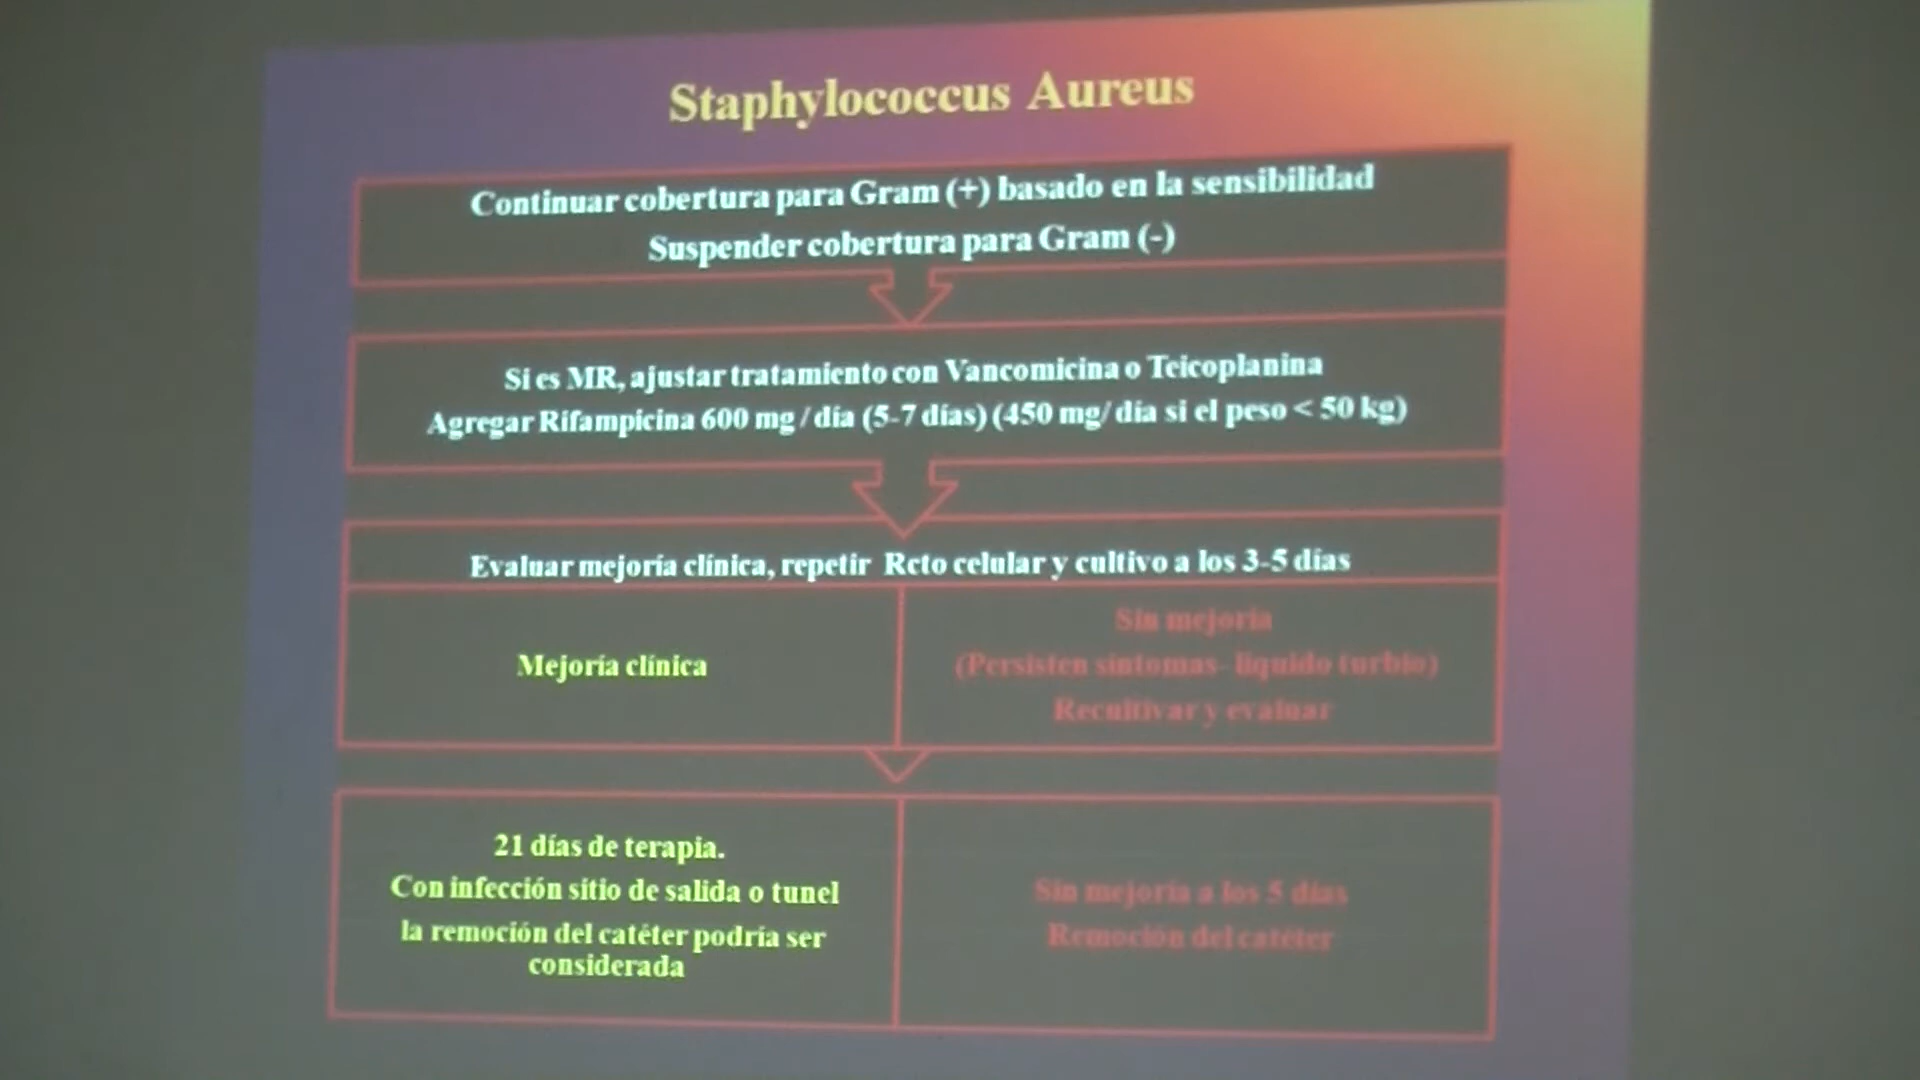 Staphylococcus Aureus
Continuar cobertura para Gram (+) basado en la sensibilidad
Suspender cobertura para Gram (-)
Si es MR, ajustar tratamiento con Vancomicina o Teicoplanina
Agregar Rifampicina 600 mg / día (5-7 días) (450 mg/ día si el peso < 50 kg)
Evaluar mejoría clínica, repetir Rcto celular y cultivo a los 3-5 días
Mejoría clínica
Sin mejoría
(Persisten síntomas- líquido turbio)
Recultivar y evaluar
21 días de terapia.
Con infección sitio de salida o tunel
la remoción del catéter podría ser
considerada
Sin mejoría a los 5 días
Remoción del catéter